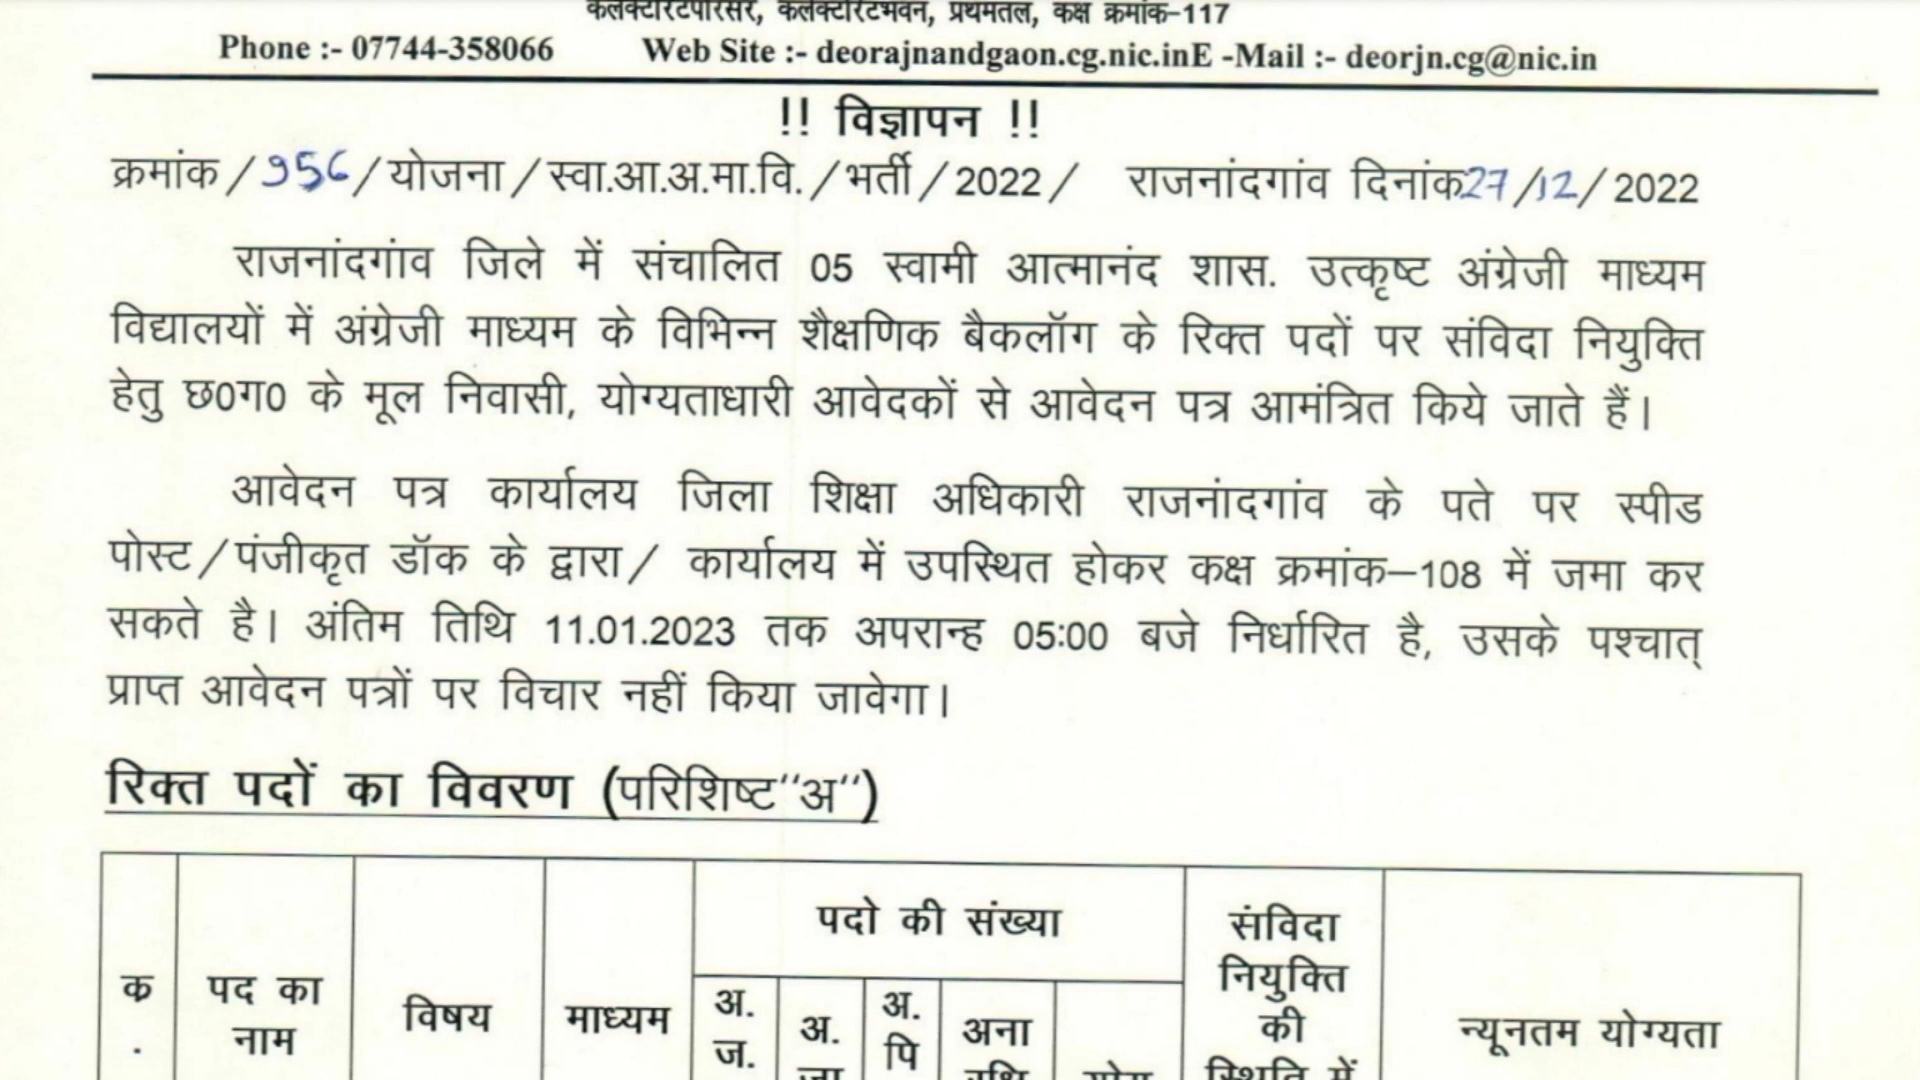 कलेक्टोरेटपरिसर, कलेक्टोरेटभवन, प्रथमतल, कक्ष क्रमांक-117
Phone :- 07744-358066 Web Site :- deorajnandgaon.cg.nic.inE -Mail :- deorjn.cg@nic.in
!! विज्ञापन !!
क्रमांक /956/ योजना / स्वा.आ.अ.मा.वि. / भर्ती / 2022 / राजनांदगांव दिनांक27/12/ 2022
राजनांदगांव जिले में संचालित 05 स्वामी आत्मानंद शास. उत्कृष्ट अंग्रेजी माध्यम
विद्यालयों में अंग्रेजी माध्यम के विभिन्न शैक्षणिक बैकलॉग के रिक्त पदों पर संविदा नियुक्ति
हेतु छ0ग0 के मूल निवासी, योग्यताधारी आवेदकों से आवेदन पत्र आमंत्रित किये जाते हैं।
आवेदन पत्र कार्यालय जिला शिक्षा अधिकारी राजनांदगांव के पते पर स्पीड
पोस्ट/पंजीकृत डॉक के द्वारा/ कार्यालय में उपस्थित होकर कक्ष क्रमांक–108 में जमा कर
सकते है। अंतिम तिथि 11.01.2023 तक अपरान्ह 05:00 बजे निर्धारित है, उसके पश्चात्
प्राप्त आवेदन पत्रों पर विचार नहीं किया जावेगा।
रिक्त पदों का विवरण (परिशिष्ट"अ")
पदो की संख्या
संविदा
नियुक्ति
की
स्थिति में
क्र
.
पद का
नाम
विषय
माध्यम
अ.
ज.
अ.
जा
अ.
पि
अना
योग
न्यूनतम योग्यता